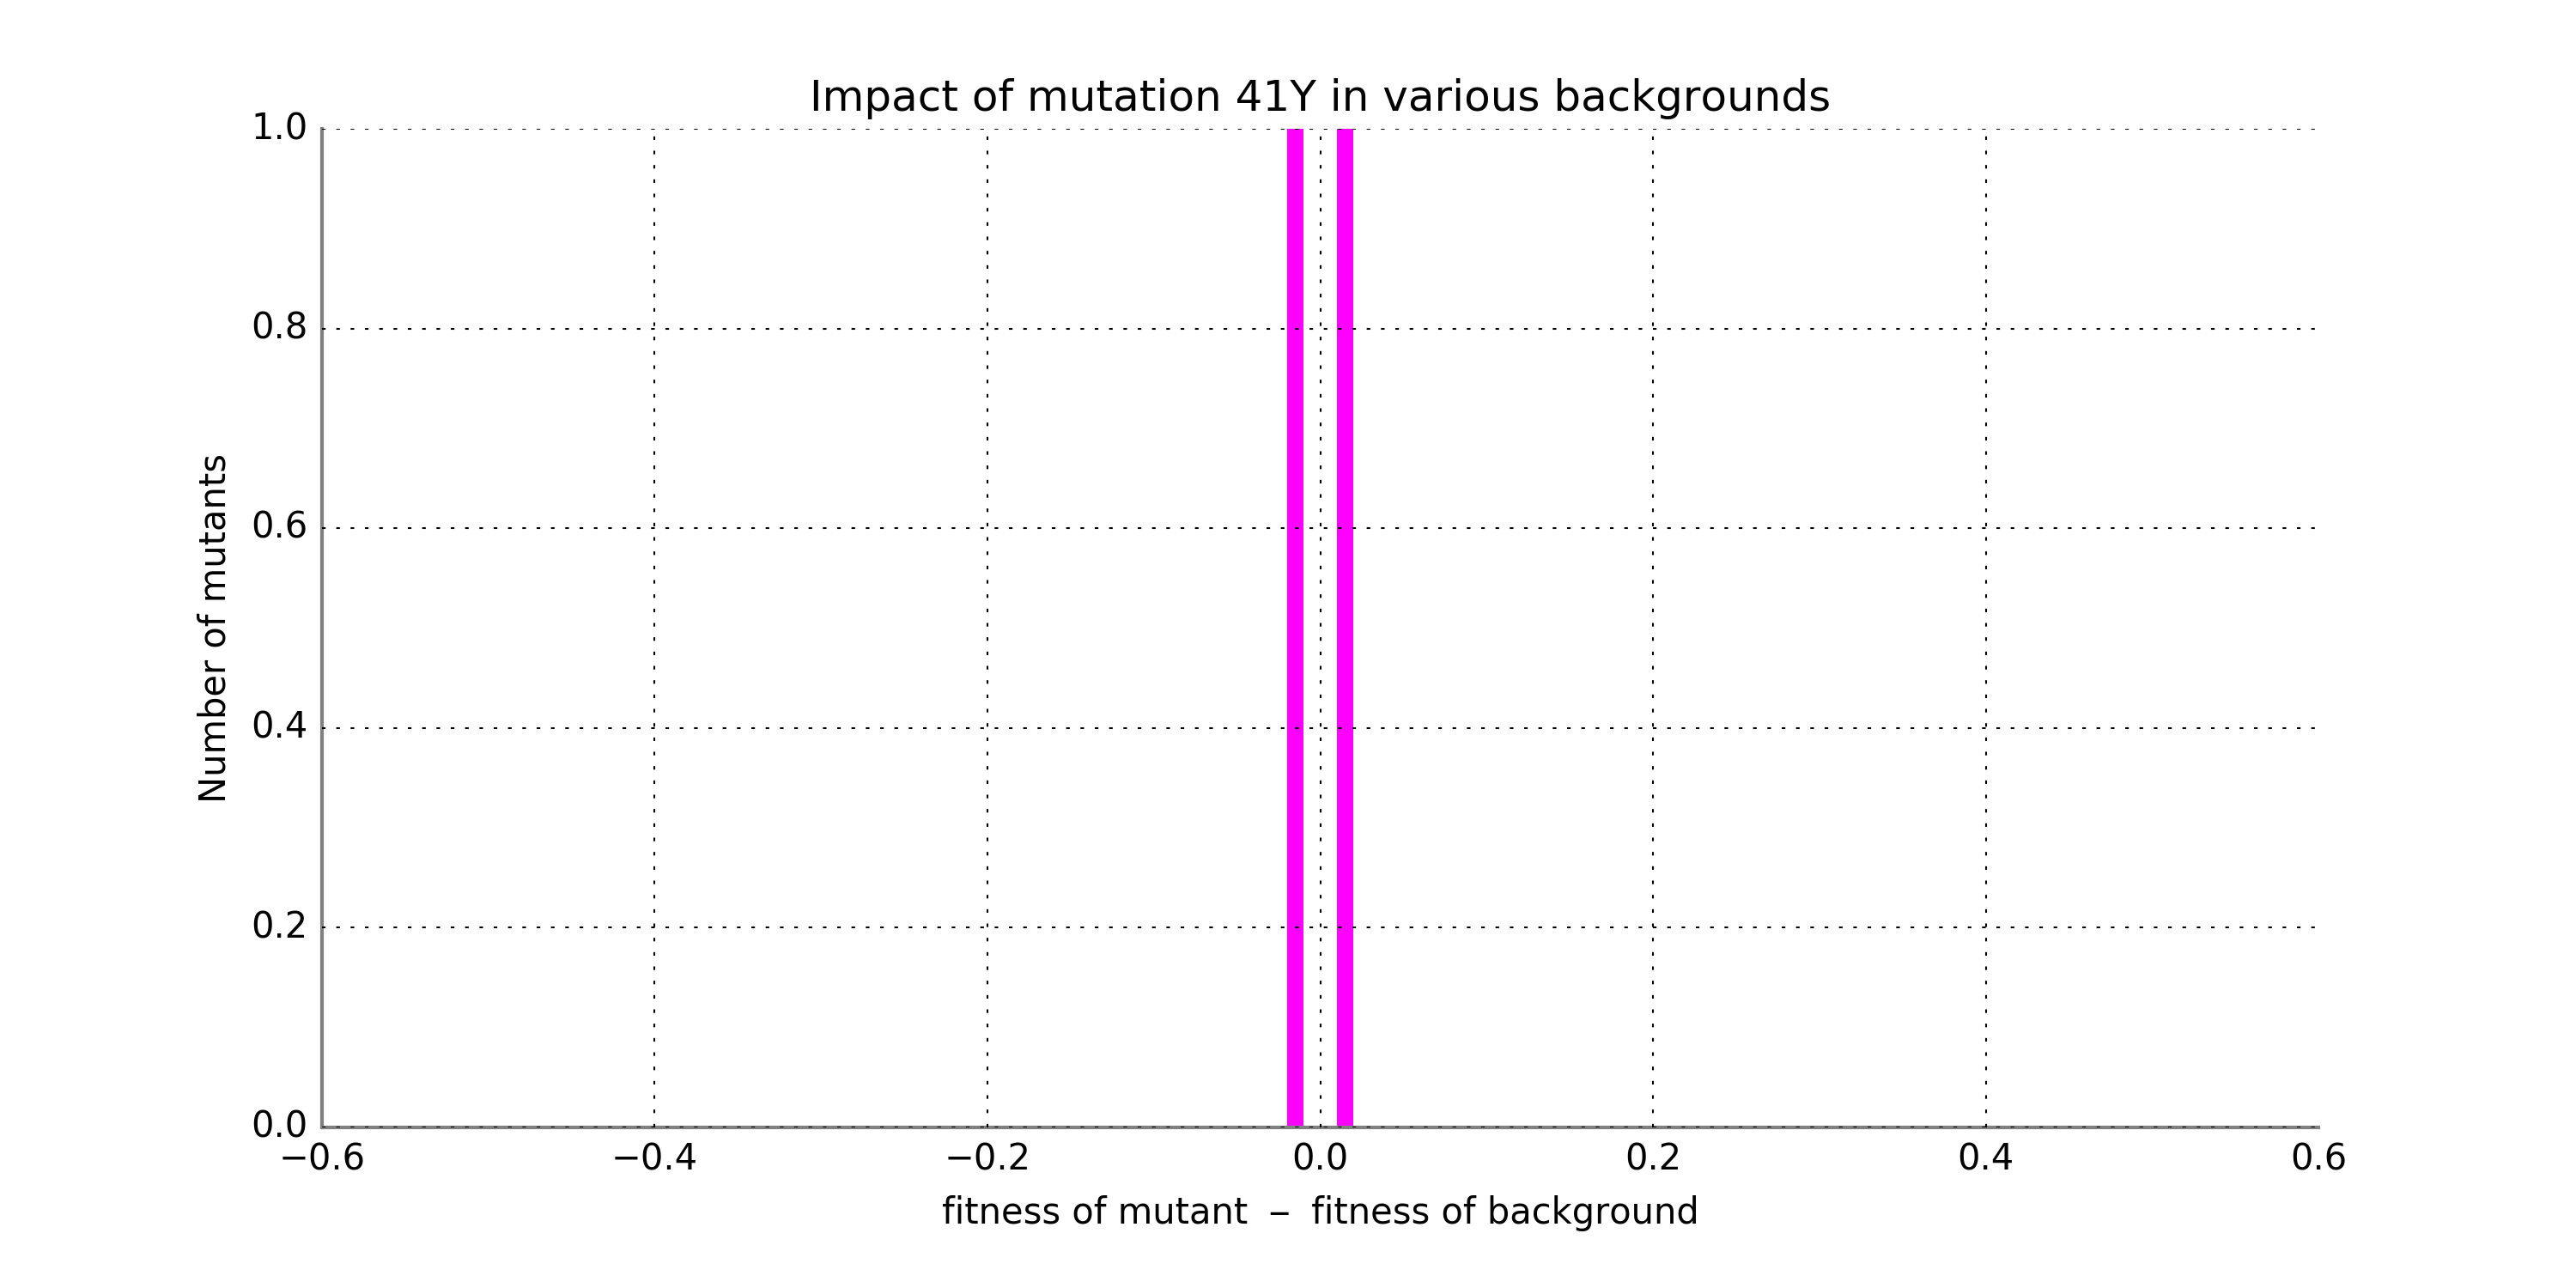 Impact of mutation 41Y in various backgrounds
1.0
0.8
0.6
0.4
0.2
0.0
Number of mutants
−0.6 −0.4 −0.2 0.0 0.2 0.4 0.6
fitness of mutant − fitness of background